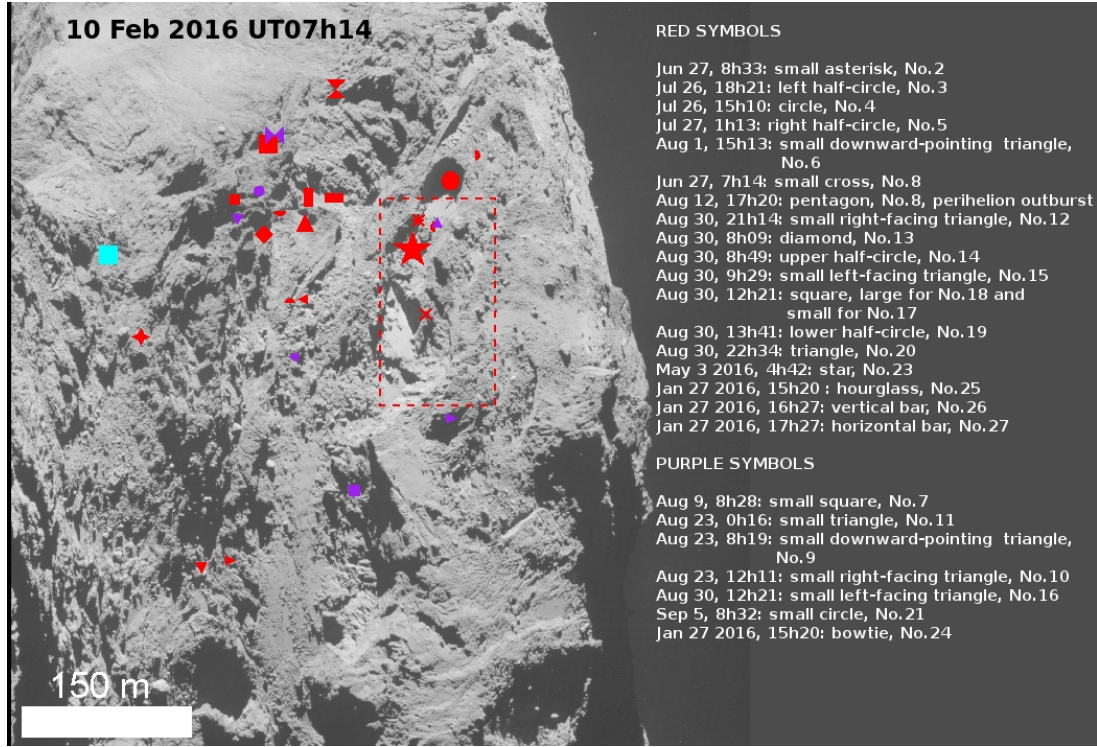 10 Feb 2016 UT07h14
RED SYMBOLS
Jun 27, 8h33: small asterisk, No.2
Jul 26, 18h21: left half-circle, No.3
Jul 26, 15h10: circle, No.4
Jul 27, 1h13: right half-circle, No.5
Aug 1, 15h13: small downward-pointing triangle,
No.6
Jun 27, 7h14: small cross, No.8
Aug 12, 17h20: pentagon, No.8, perihelion outburst
Aug 30, 21h14: small right-facing triangle, No.12
Aug 30, 8h09: diamond, No.13
Aug 30, 8h49: upper half-circle, No.14
Aug 30, 9h29: small left-facing triangle, No.15
Aug 30, 12h21: square, large for No.18 and
small for No.17
Aug 30, 13h41: lower half-circle, No.19
Aug 30, 22h34: triangle, No.20
May 3 2016, 4h42: star, No.23
Jan 27 2016, 15h20 : hourglass, No.25
Jan 27 2016, 16h27: vertical bar, No.26
Jan 27 2016, 17h27: horizontal bar, No.27
PURPLE SYMBOLS
Aug 9, 8h28: small square, No.7
Aug 23, 0h16: small triangle, No.11
Aug 23, 8h19: small downward-pointing triangle,
No.9
Aug 23, 12h11: small right-facing triangle, No.10
Aug 30, 12h21: small left-facing triangle, No.16
Sep 5, 8h32: small circle, No.21
Jan 27 2016, 15h20: bowtie, No.24
150 m